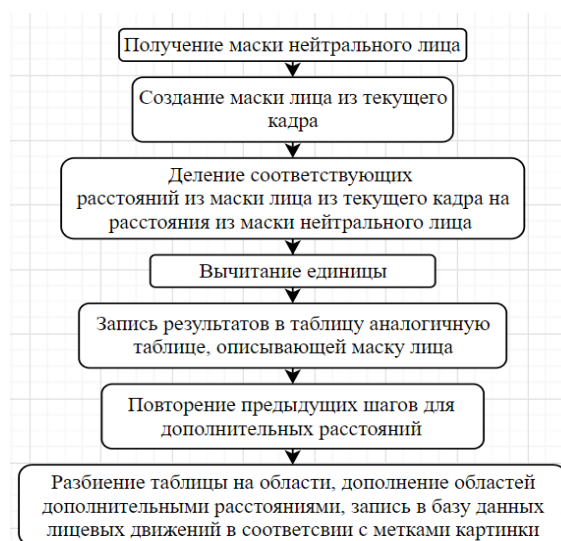 Получение маски нейтрального лица
Создание маски лица из текущего
кадра
Деление соответствующих
расстояний из маски лица из текущего кадра на
расстояния из маски нейтрального лица
Вычитание единицы
Запись результатов в таблицу аналогичную
таблице, описывающей маску лица
Повторение предыдущих шагов для
дополнительных расстояний
Разбиение таблицы на области, дополнение областей
дополнительными расстояниями, запись в базу данных
лицевых движений в соответсвии с метками картинки